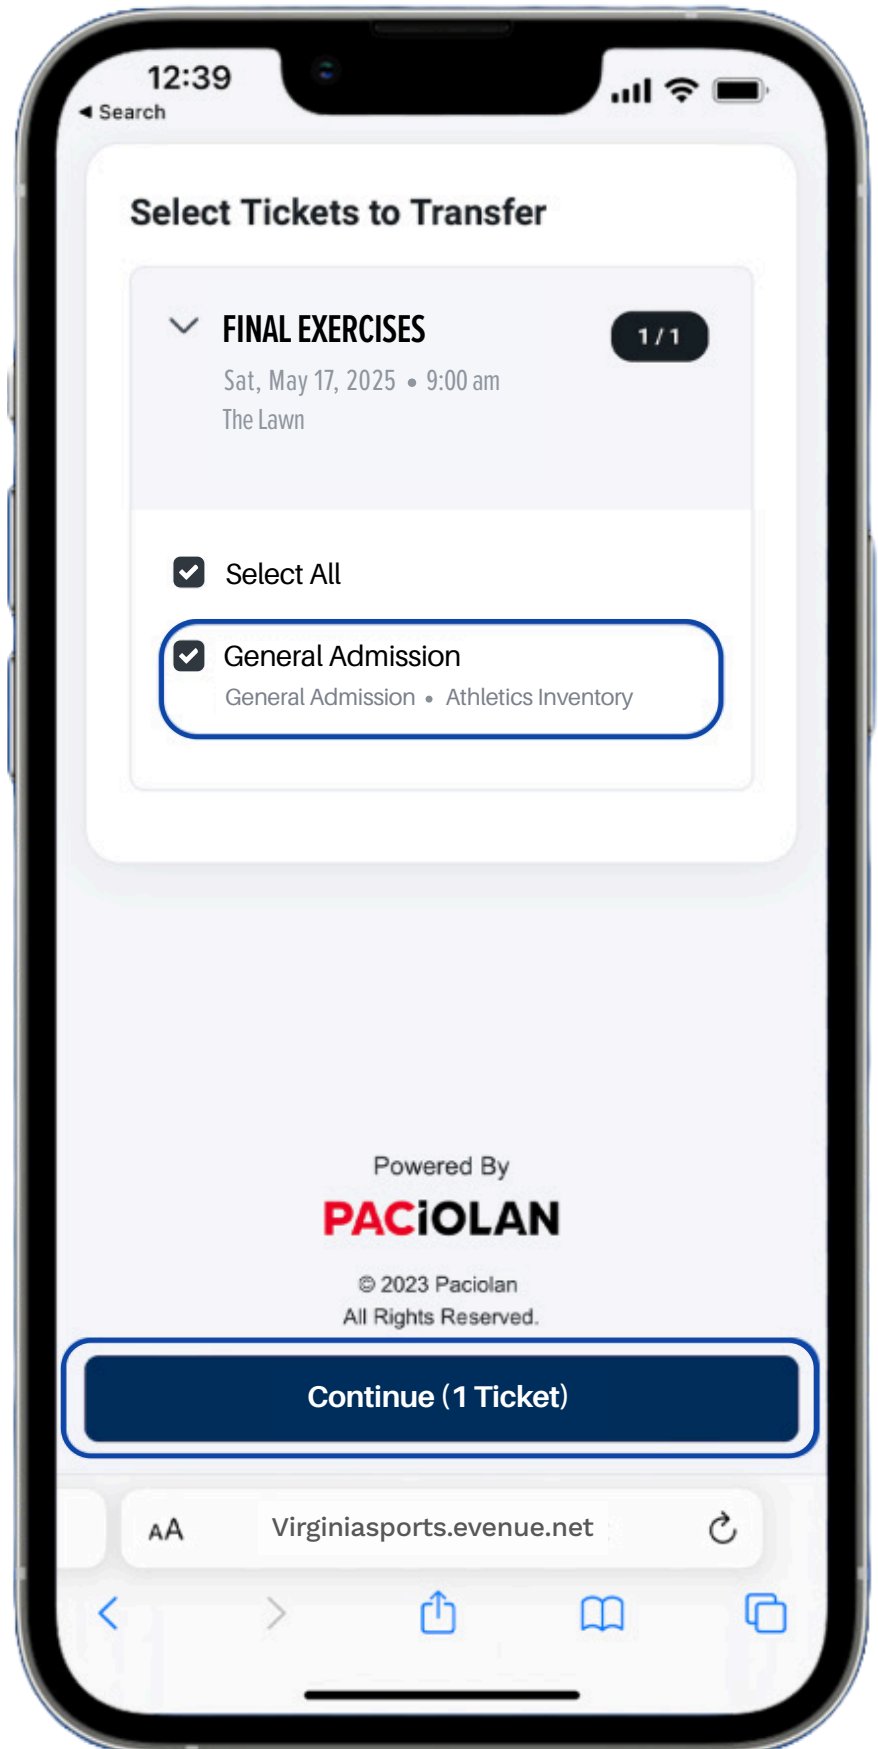 12:39
◀ Search
Select Tickets to Transfer
FINAL EXERCISES
1 / 1
Sat, May 17, 2025 • 9:00 am
The Lawn
Select All
General Admission
General Admission • Athletics Inventory
Powered By
PACiOLAN
© 2023 Paciolan
All Rights Reserved.
Continue (1 Ticket)
AA Virginiasports.evenue.net